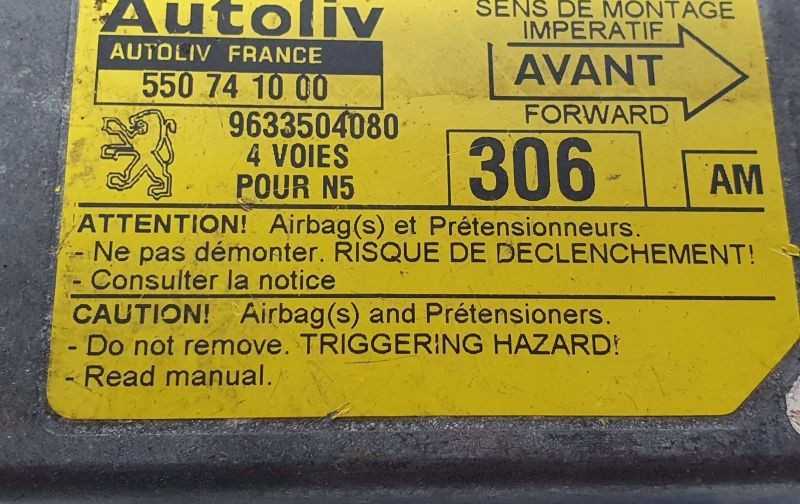 Autoliv
AUTOLIV FRANCE
550 74 10 00
9633504080
4 VOIES
POUR N5
SENS DE MONTAGE
IMPERATIF
AVANT
FORWARD
306
AM
ATTENTION! Airbag(s) et Prétensionneurs.
- Ne pas démonter. RISQUE DE DECLENCHEMENT!
- Consulter la notice
CAUTION! Airbag(s) and Prétensioners.
- Do not remove. TRIGGERING HAZARD!
- Read manual.